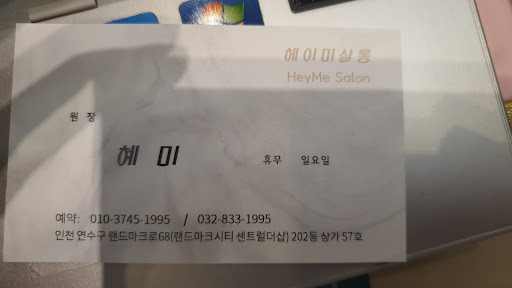 헤이미살롱
HeyMe Salon
원 장
혜 미
휴무 일요일
예약: 010-3745-1995 / 032-833-1995
인천 연수구 랜드마크로68(랜드마크시티 센트럴더샵) 202동 상가 57호